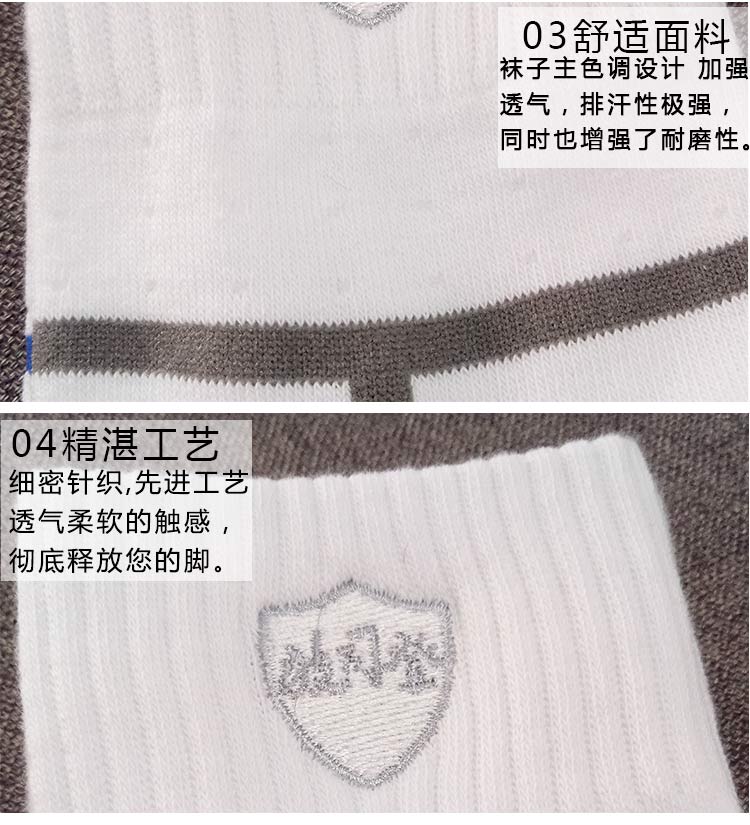 03舒适面料
袜子主色调设计 加强
透气，排汗性极强，
同时也增强了耐磨性。
04精湛工艺
细密针织,先进工艺
透气柔软的触感，
彻底释放您的脚。